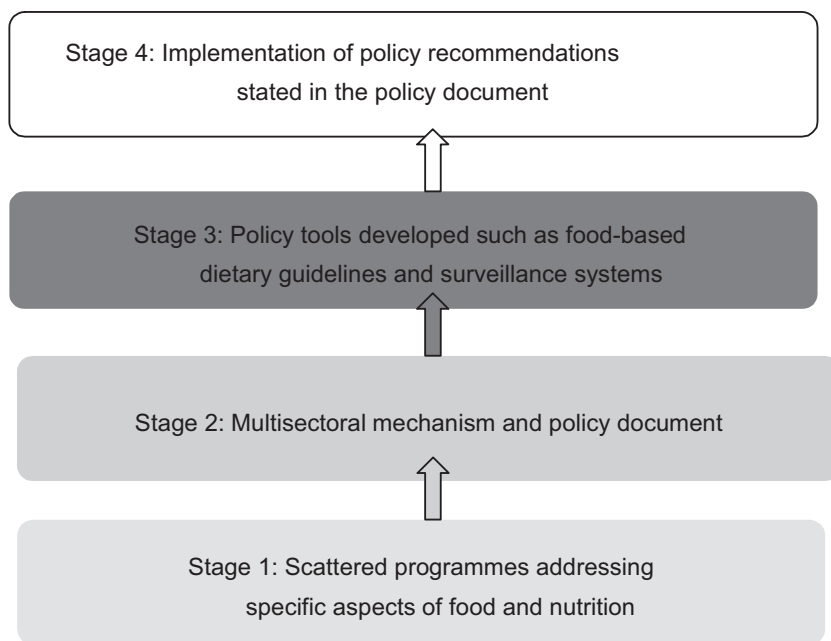 Stage 4: Implementation of policy recommendations
stated in the policy document
Stage 3: Policy tools developed such as food-based
dietary guidelines and surveillance systems
Stage 2: Multisectoral mechanism and policy document
Stage 1: Scattered programmes addressing
specific aspects of food and nutrition